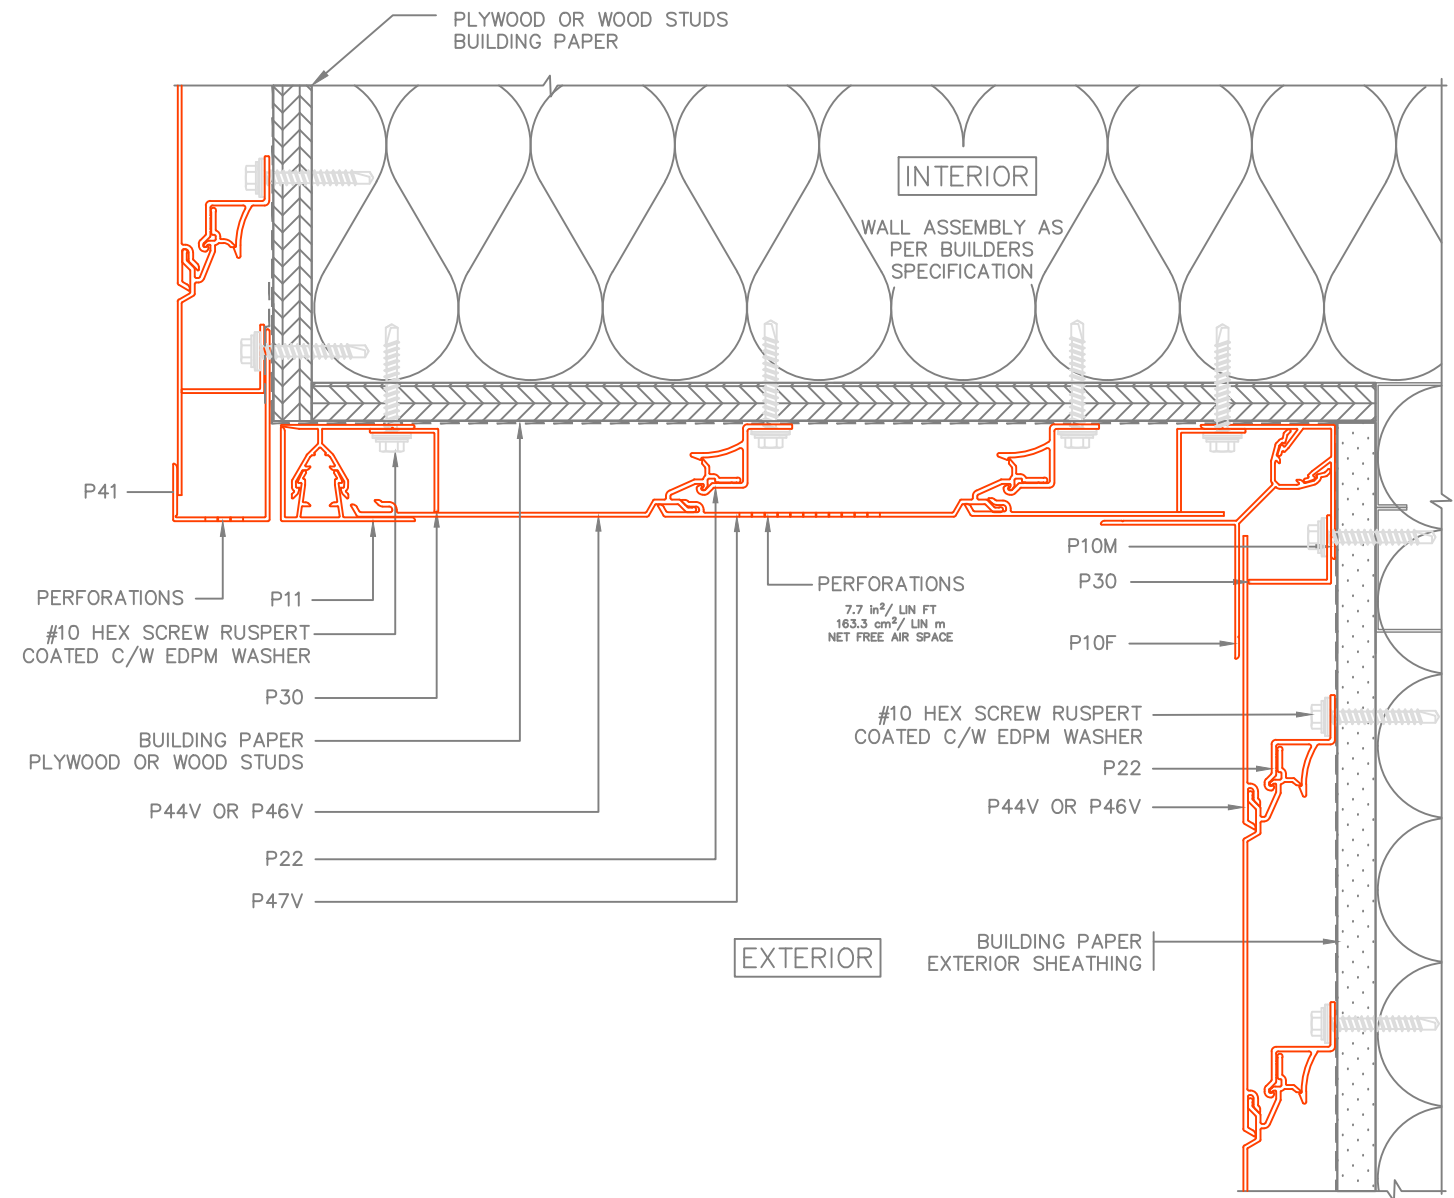 PLYWOOD OR WOOD STUDS
BUILDING PAPER
INTERIOR
WALL ASSEMBLY AS
PER BUILDERS
SPECIFICATION
P41
PERFORATIONS
P11
#10 HEX SCREW RUSPERT
COATED C/W EDPM WASHER
P30
BUILDING PAPER
PLYWOOD OR WOOD STUDS
P44V OR P46V
P22
P47V
PERFORATIONS
7.7 in²/ LIN FT
163.3 cm²/ LIN m
NET FREE AIR SPACE
P10M
P30
P10F
#10 HEX SCREW RUSPERT
COATED C/W EDPM WASHER
P22
P44V OR P46V
EXTERIOR
BUILDING PAPER
EXTERIOR SHEATHING